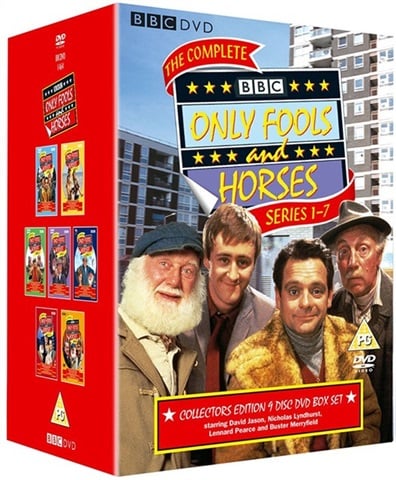 BBC DVD
THE COMPLETE
BBC
ONLY FOOLS
and
HORSES
SERIES 1-7
PG
DVD
VIDEO
COLLECTORS EDITION 9 DISC DVD BOX SET
starring David Jason, Nicholas Lyndhurst,
Lennard Pearce and Buster Merryfield
DVD
ONLY
FOOLS
and
HORSES
PG
BBC DVD